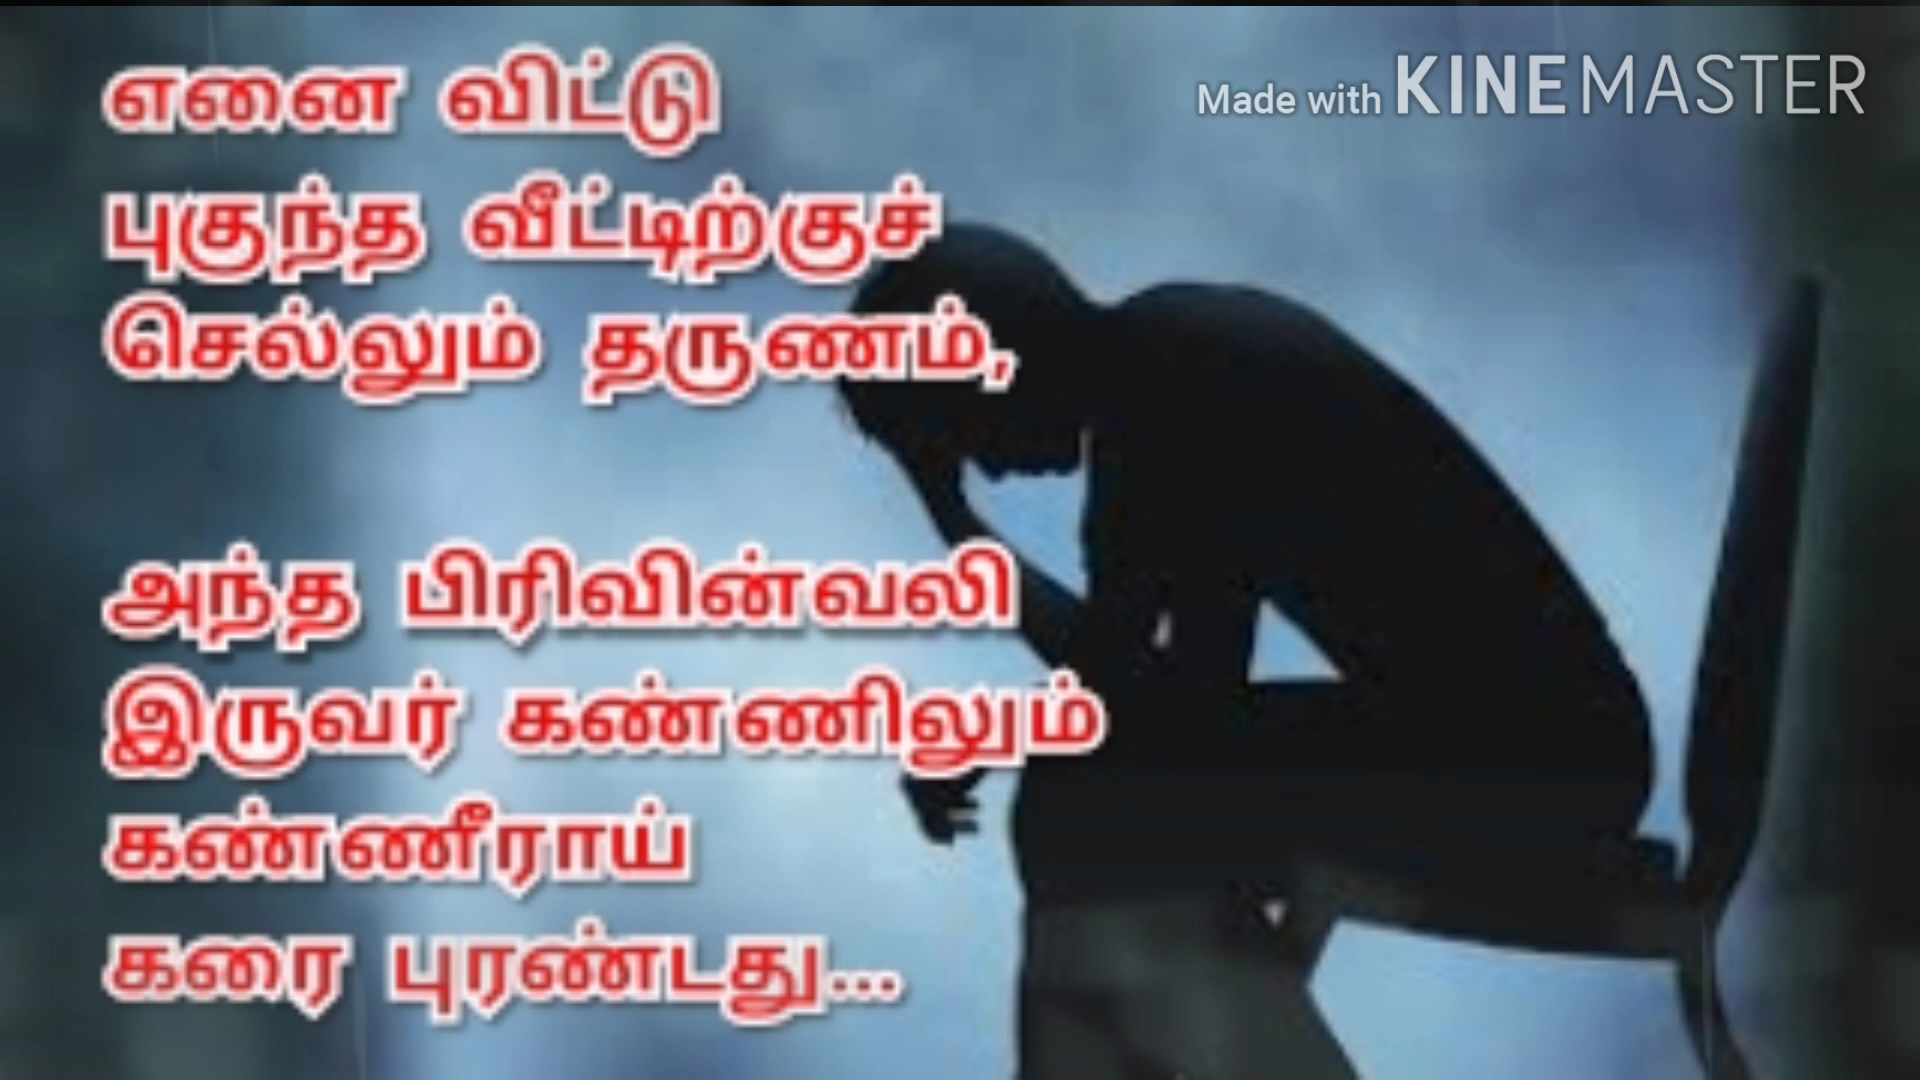 எனை விட்டு
Made with KINEMASTER
புகுந்த வீட்டிற்குச்
செல்லும் தருணம்,
அந்த பிரிவின்வலி
இருவர் கண்ணிலும்
கண்ணீராய்
கரை புரண்டது...